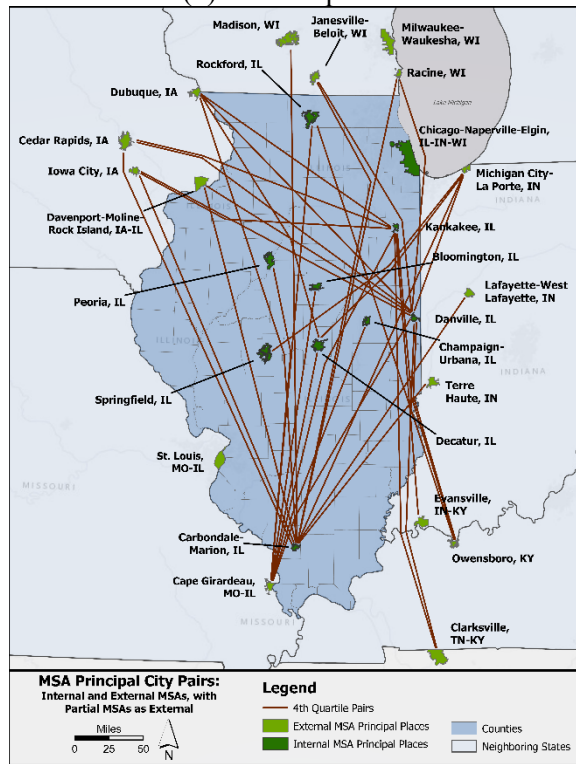 Madison, WI
Janesville-
Beloit, WI
Milwaukee-
Waukesha, WI
Rockford, IL
Racine, WI
Dubuque, IA
Lake Michigan
Cedar Rapids, IA
Chicago-Naperville-Elgin,
IL-IN-WI
Iowa City, IA
Michigan City-
La Porte, IN
INDIANA
Davenport-Moline-
Rock Island, IA-IL
Kankakee, IL
Bloomington, IL
Peoria, IL
Lafayette-West
Lafayette, IN
Danville, IL
ILLINOIS
Champaign-
Urbana, IL
INDIANA
Springfield, IL
Terre
Haute, IN
Decatur, IL
St. Louis,
MO-IL
MISSOURI
Evansville,
IN-KY
Carbondale-
Marion, IL
Owensboro, KY
Cape Girardeau,
MO-IL
MISSOURI
Clarksville,
TN-KY
MSA Principal City Pairs:
Internal and External MSAs, with
Partial MSAs as External
Miles
0 25 50
N
Legend
4th Quartile Pairs
External MSA Principal Places
Internal MSA Principal Places
Counties
Neighboring States